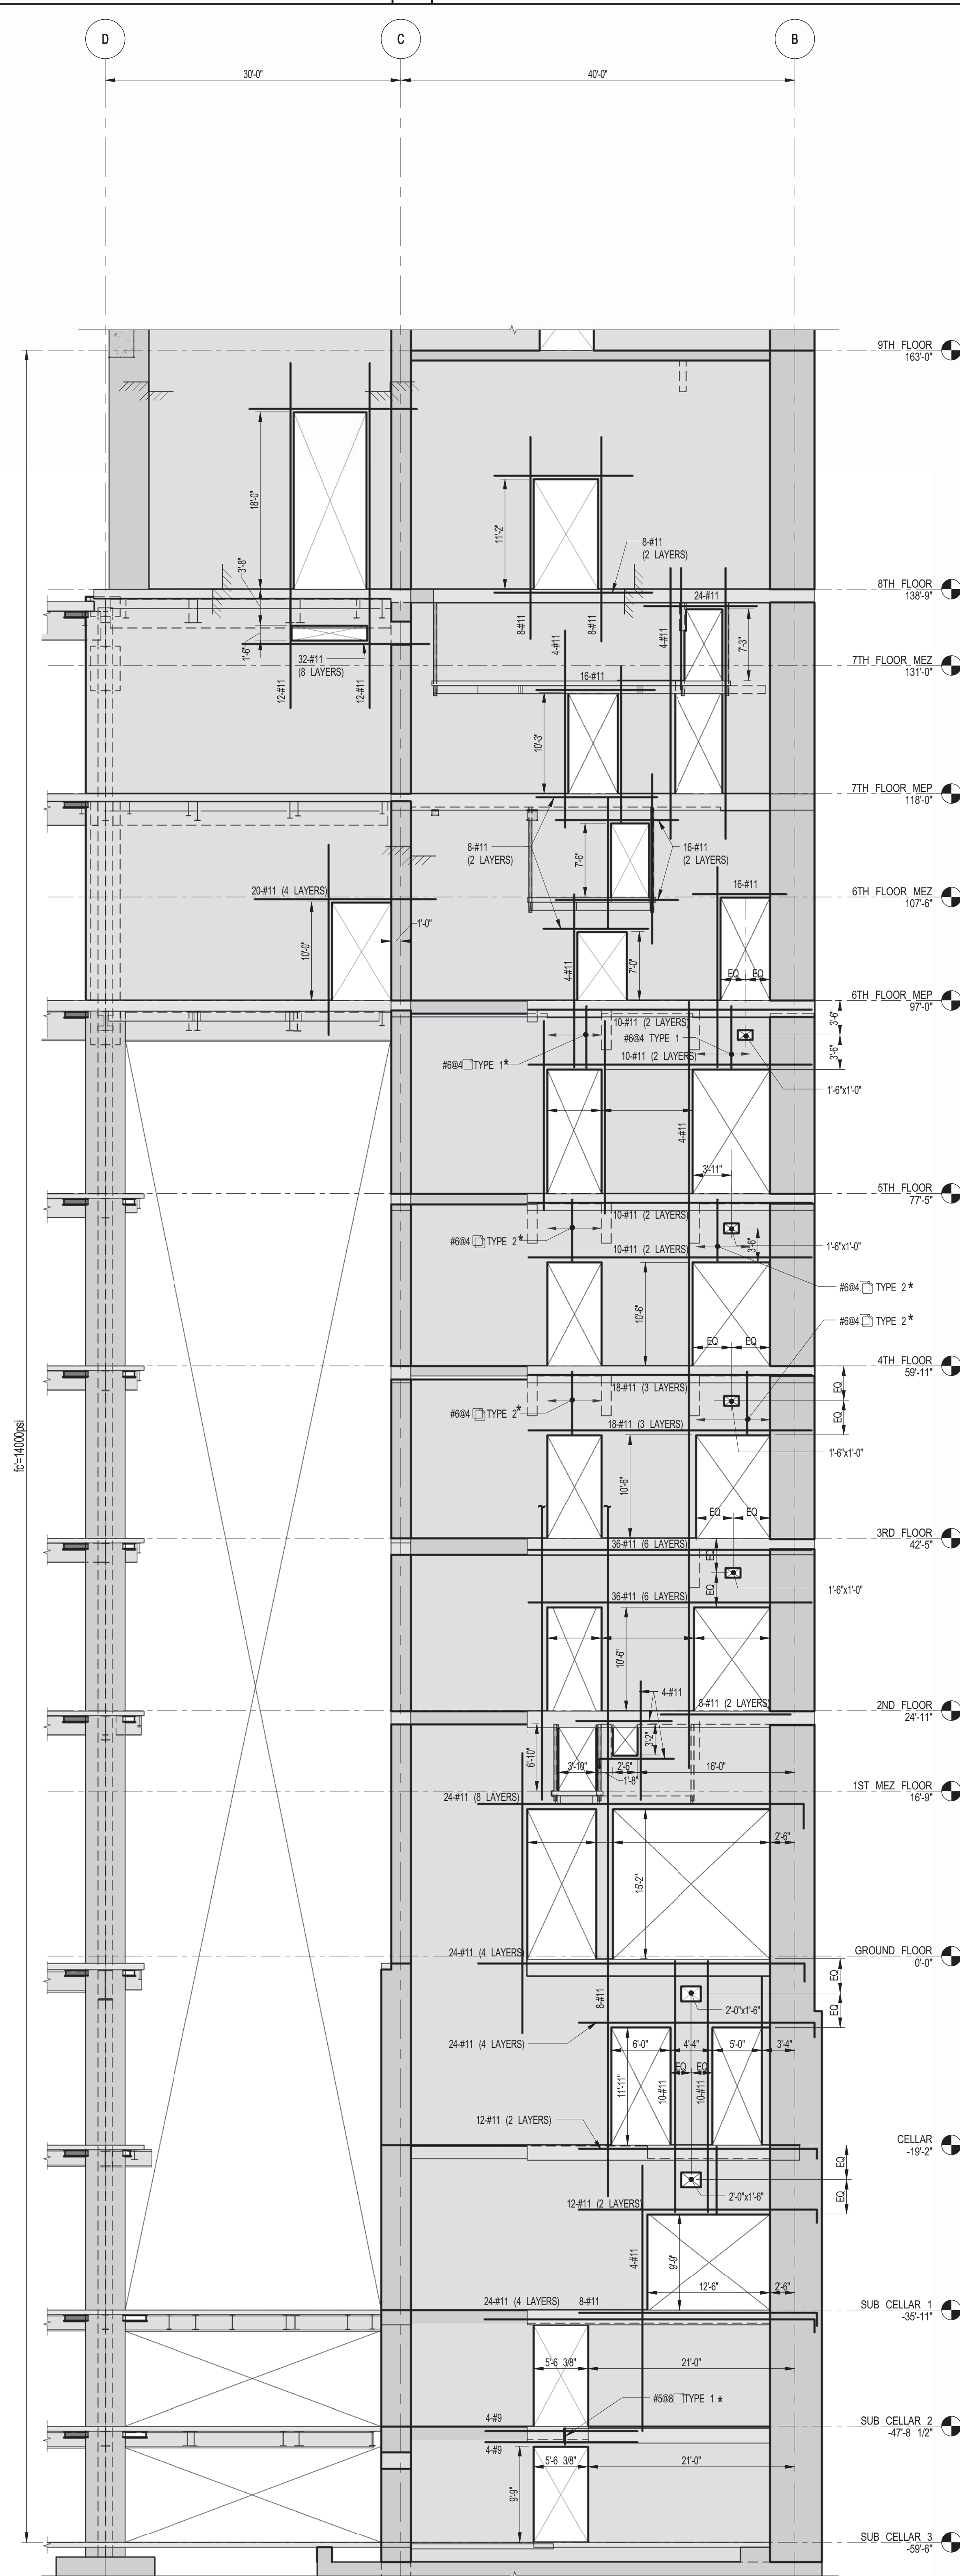 D
C
B
30'-0"
40'-0"
9TH FLOOR
163'-0"
18'-0"
11'-2"
8-#11
(2 LAYERS)
3'-8"
8TH FLOOR
138'-9"
24-#11
8-#11
8-#11
4-#11
4-#11
7'-3"
1'-6"
32-#11
(8 LAYERS)
12-#11
12-#11
7TH FLOOR MEZ
131'-0"
16-#11
10'-3"
7TH FLOOR MEP
118'-0"
8-#11
(2 LAYERS)
7'-6"
16-#11
(2 LAYERS)
20-#11 (4 LAYERS)
16-#11
6TH FLOOR MEZ
107'-6"
1'-0"
10'-0"
4-#11
7'-0"
EQ
EQ
6TH FLOOR MEP
97'-0"
3'-6"
10-#11 (2 LAYERS)
#6@4 TYPE 1
3'-6"
10-#11 (2 LAYERS)
#6@4 TYPE 1*
1'-6"x1'-0"
4-#11
3'-11"
5TH FLOOR
77'-5"
10-#11 (2 LAYERS)
#6@4 TYPE 2*
3'-6"
1'-6"x1'-0"
10-#11 (2 LAYERS)
#6@4 TYPE 2*
10'-6"
#6@4 TYPE 2*
EQ
EQ
4TH FLOOR
59'-11"
18-#11 (3 LAYERS)
EQ
#6@4 TYPE 2*
18-#11 (3 LAYERS)
EQ
1'-6"x1'-0"
fc'=14000psi
10'-6"
EQ
EQ
3RD FLOOR
42'-5"
36-#11 (6 LAYERS)
EQ
1'-6"x1'-0"
36-#11 (6 LAYERS)
EQ
10'-6"
4-#11
8-#11 (2 LAYERS)
2ND FLOOR
24'-11"
6'-10"
3'-2"
3'-10"
2'-6"
16'-0"
1'-8"
1ST MEZ FLOOR
16'-9"
24-#11 (8 LAYERS)
2'-6"
15'-2"
24-#11 (4 LAYERS)
GROUND FLOOR
0'-0"
EQ
8-#11
2'-0"x1'-6"
EQ
24-#11 (4 LAYERS)
6'-0"
4'-4"
5'-0"
3'-4"
EQ
EQ
11'-11"
10-#11
10-#11
12-#11 (2 LAYERS)
CELLAR
-19'-2"
EQ
2'-0"x1'-6"
EQ
12-#11 (2 LAYERS)
4-#11
9'-9"
12'-6"
2'-6"
24-#11 (4 LAYERS)
8-#11
SUB CELLAR 1
-35'-11"
5'-6 3/8"
21'-0"
#5@8 TYPE 1 *
4-#9
SUB CELLAR 2
-47'-8 1/2"
4-#9
5'-6 3/8"
21'-0"
9'-9"
SUB CELLAR 3
-59'-6"